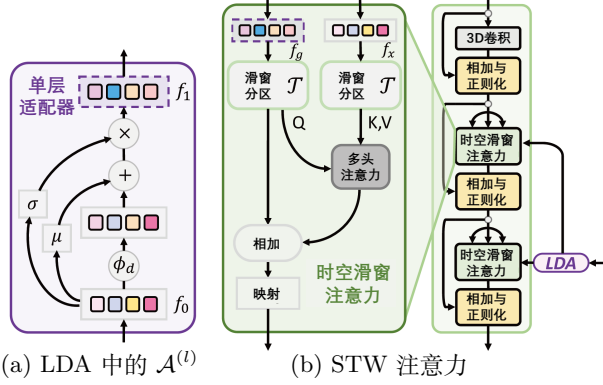 单层
适配器
f₁
×
+
σ
μ
ϕ_d
f₀
(a) LDA 中的 𝒜⁽ˡ⁾
f_g
f_x
滑窗
分区
𝒯
滑窗
分区
𝒯
Q
K,V
多头
注意力
相加
映射
时空滑窗
注意力
3D卷积
相加与
正则化
时空滑窗
注意力
相加与
正则化
时空滑窗
注意力
LDA
相加与
正则化
(b) STW 注意力